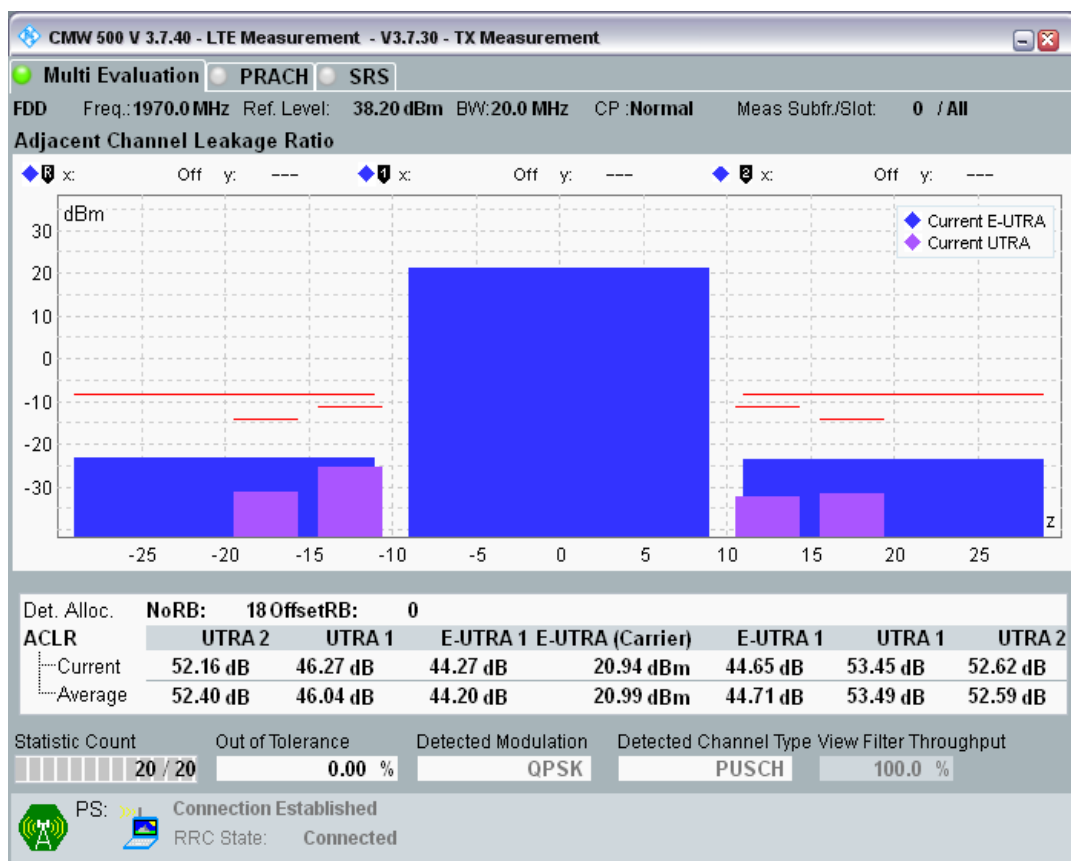 CMW 500 V 3.7.40 - LTE Measurement - V3.7.30 - TX Measurement
Multi Evaluation PRACH SRS
FDD Freq.: 1970.0 MHz Ref. Level: 38.20 dBm BW: 20.0 MHz CP : Normal Meas Subfr./Slot: 0 / All
Adjacent Channel Leakage Ratio
R x: Off y: --- 1 x: Off y: --- 2 x: Off y: ---
dBm
Current E-UTRA
Current UTRA
30
20
10
0
-10
-20
-30
z
-25 -20 -15 -10 -5 0 5 10 15 20 25
Det. Alloc. NoRB: 18 OffsetRB: 0
ACLR UTRA 2 UTRA 1 E-UTRA 1 E-UTRA (Carrier) E-UTRA 1 UTRA 1 UTRA 2
Current 52.16 dB 46.27 dB 44.27 dB 20.94 dBm 44.65 dB 53.45 dB 52.62 dB
Average 52.40 dB 46.04 dB 44.20 dB 20.99 dBm 44.71 dB 53.49 dB 52.59 dB
Statistic Count Out of Tolerance Detected Modulation Detected Channel Type View Filter Throughput
20 / 20 0.00 % QPSK PUSCH 100.0 %
PS: Connection Established
RRC State: Connected